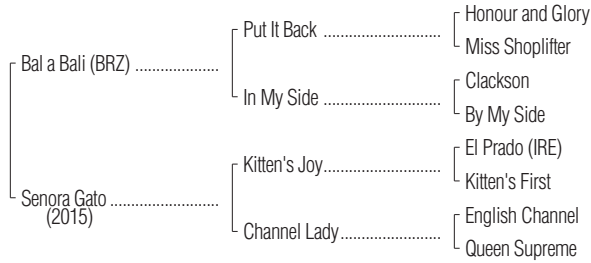 Honour and Glory
Put It Back ........................
Miss Shoplifter
Bal a Bali (BRZ) .................
Clackson
In My Side .........................
By My Side
El Prado (IRE)
Kitten's Joy........................
Kitten's First
Senora Gato ......................
(2015)
English Channel
Channel Lady....................
Queen Supreme